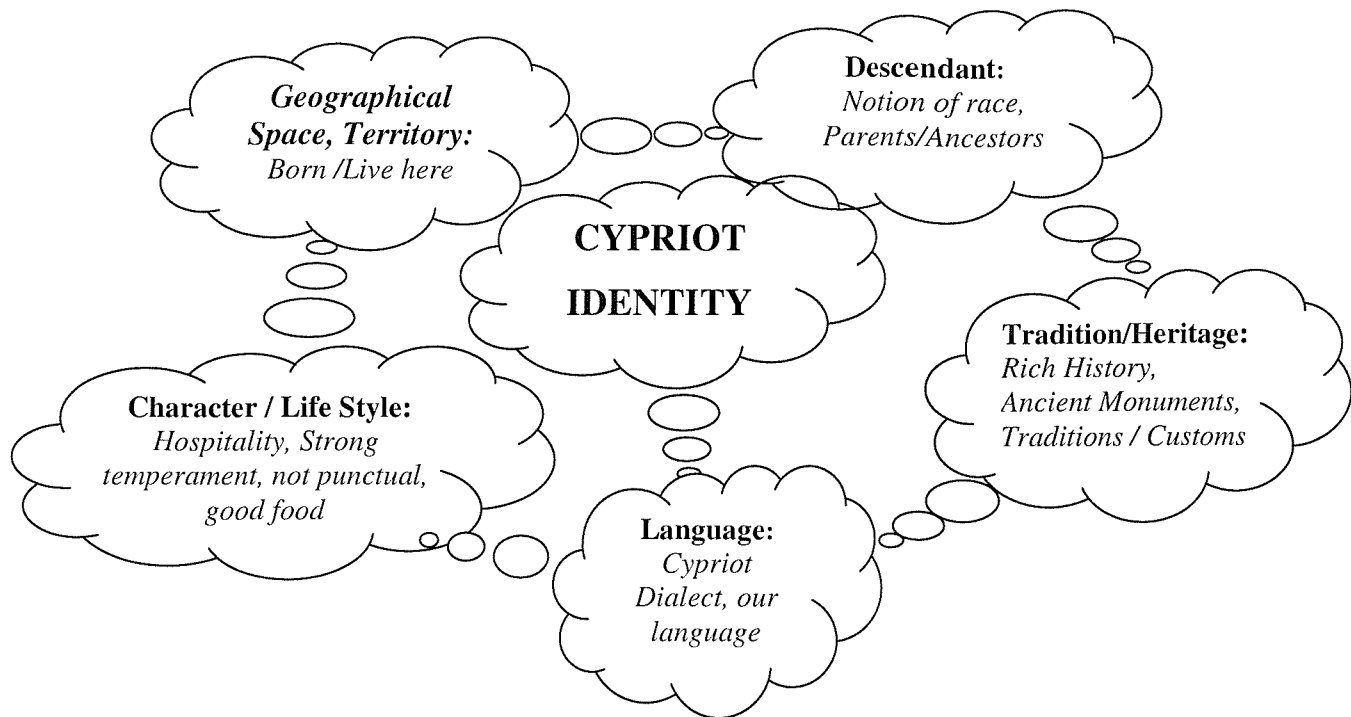 Geographical
Space, Territory:
Born /Live here
Descendant:
Notion of race,
Parents/Ancestors
CYPRIOT
IDENTITY
Tradition/Heritage:
Rich History,
Ancient Monuments,
Traditions / Customs
Character / Life Style:
Hospitality, Strong
temperament, not punctual,
good food
Language:
Cypriot
Dialect, our
language